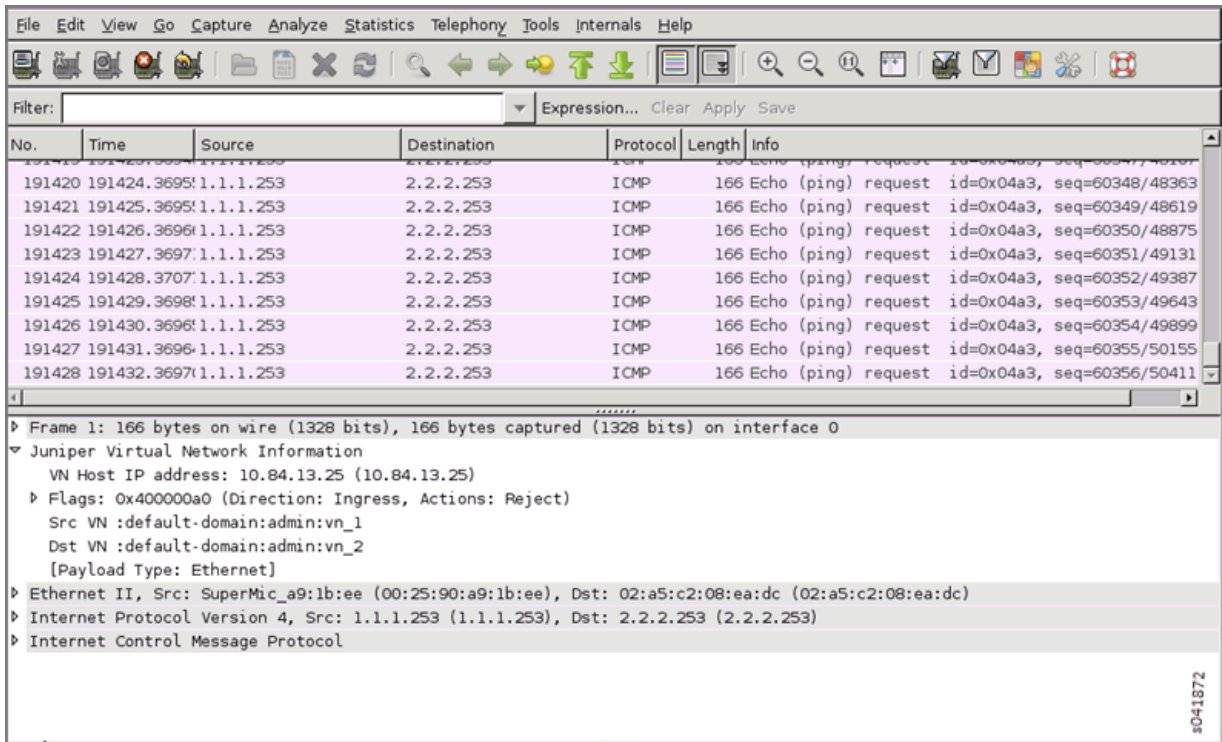 File Edit View Go Capture Analyze Statistics Telephony Tools Internals Help
Filter: Expression... Clear Apply Save
No. Time Source Destination Protocol Length Info
191420 191424.3695 1.1.1.253 2.2.2.253 ICMP 166 Echo (ping) request id=0x04a3, seq=60348/48363
191421 191425.3695 1.1.1.253 2.2.2.253 ICMP 166 Echo (ping) request id=0x04a3, seq=60349/48619
191422 191426.3696 1.1.1.253 2.2.2.253 ICMP 166 Echo (ping) request id=0x04a3, seq=60350/48875
191423 191427.3697 1.1.1.253 2.2.2.253 ICMP 166 Echo (ping) request id=0x04a3, seq=60351/49131
191424 191428.3707 1.1.1.253 2.2.2.253 ICMP 166 Echo (ping) request id=0x04a3, seq=60352/49387
191425 191429.3698 1.1.1.253 2.2.2.253 ICMP 166 Echo (ping) request id=0x04a3, seq=60353/49643
191426 191430.3696 1.1.1.253 2.2.2.253 ICMP 166 Echo (ping) request id=0x04a3, seq=60354/49899
191427 191431.3696 1.1.1.253 2.2.2.253 ICMP 166 Echo (ping) request id=0x04a3, seq=60355/50155
191428 191432.3697 1.1.1.253 2.2.2.253 ICMP 166 Echo (ping) request id=0x04a3, seq=60356/50411
Frame 1: 166 bytes on wire (1328 bits), 166 bytes captured (1328 bits) on interface 0
Juniper Virtual Network Information
VN Host IP address: 10.84.13.25 (10.84.13.25)
Flags: 0x400000a0 (Direction: Ingress, Actions: Reject)
Src VN :default-domain:admin:vn_1
Dst VN :default-domain:admin:vn_2
[Payload Type: Ethernet]
Ethernet II, Src: SuperMic_a9:1b:ee (00:25:90:a9:1b:ee), Dst: 02:a5:c2:08:ea:dc (02:a5:c2:08:ea:dc)
Internet Protocol Version 4, Src: 1.1.1.253 (1.1.1.253), Dst: 2.2.2.253 (2.2.2.253)
Internet Control Message Protocol
s041872